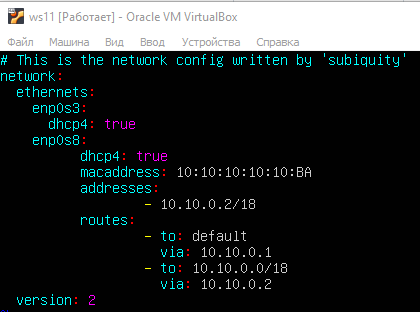 ws11 [Работает] - Oracle VM VirtualBox
Файл Машина Вид Ввод Устройства Справка
# This is the network config written by 'subiquity'
network:
  ethernets:
    enp0s3:
      dhcp4: true
    enp0s8:
          dhcp4: true
          macaddress: 10:10:10:10:10:BA
          addresses:
                  - 10.10.0.2/18
          routes:
                  - to: default
                    via: 10.10.0.1
                  - to: 10.10.0.0/18
                    via: 10.10.0.2
  version: 2